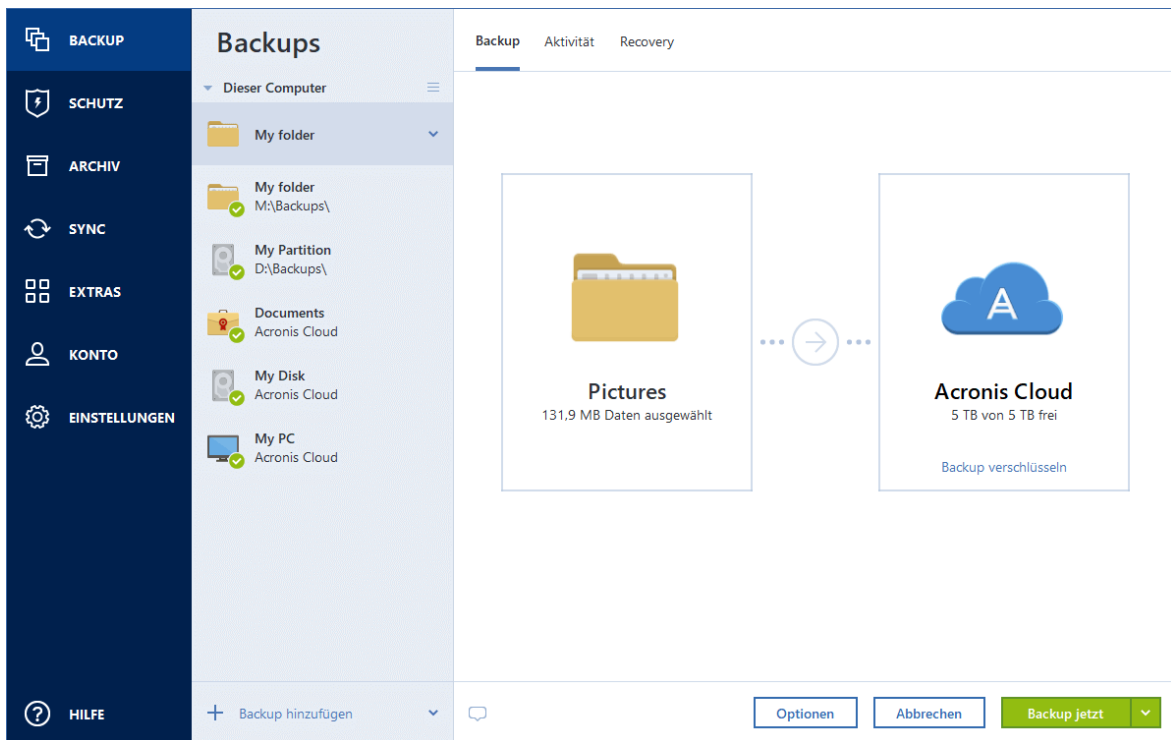 BACKUP
SCHUTZ
ARCHIV
SYNC
EXTRAS
KONTO
EINSTELLUNGEN
HILFE
Backups
Dieser Computer
My folder
My folder
M:\Backups\
My Partition
D:\Backups\
Documents
Acronis Cloud
My Disk
Acronis Cloud
My PC
Acronis Cloud
Backup hinzufügen
Backup Aktivität Recovery
Pictures
131,9 MB Daten ausgewählt
Acronis Cloud
5 TB von 5 TB frei
Backup verschlüsseln
Optionen Abbrechen Backup jetzt